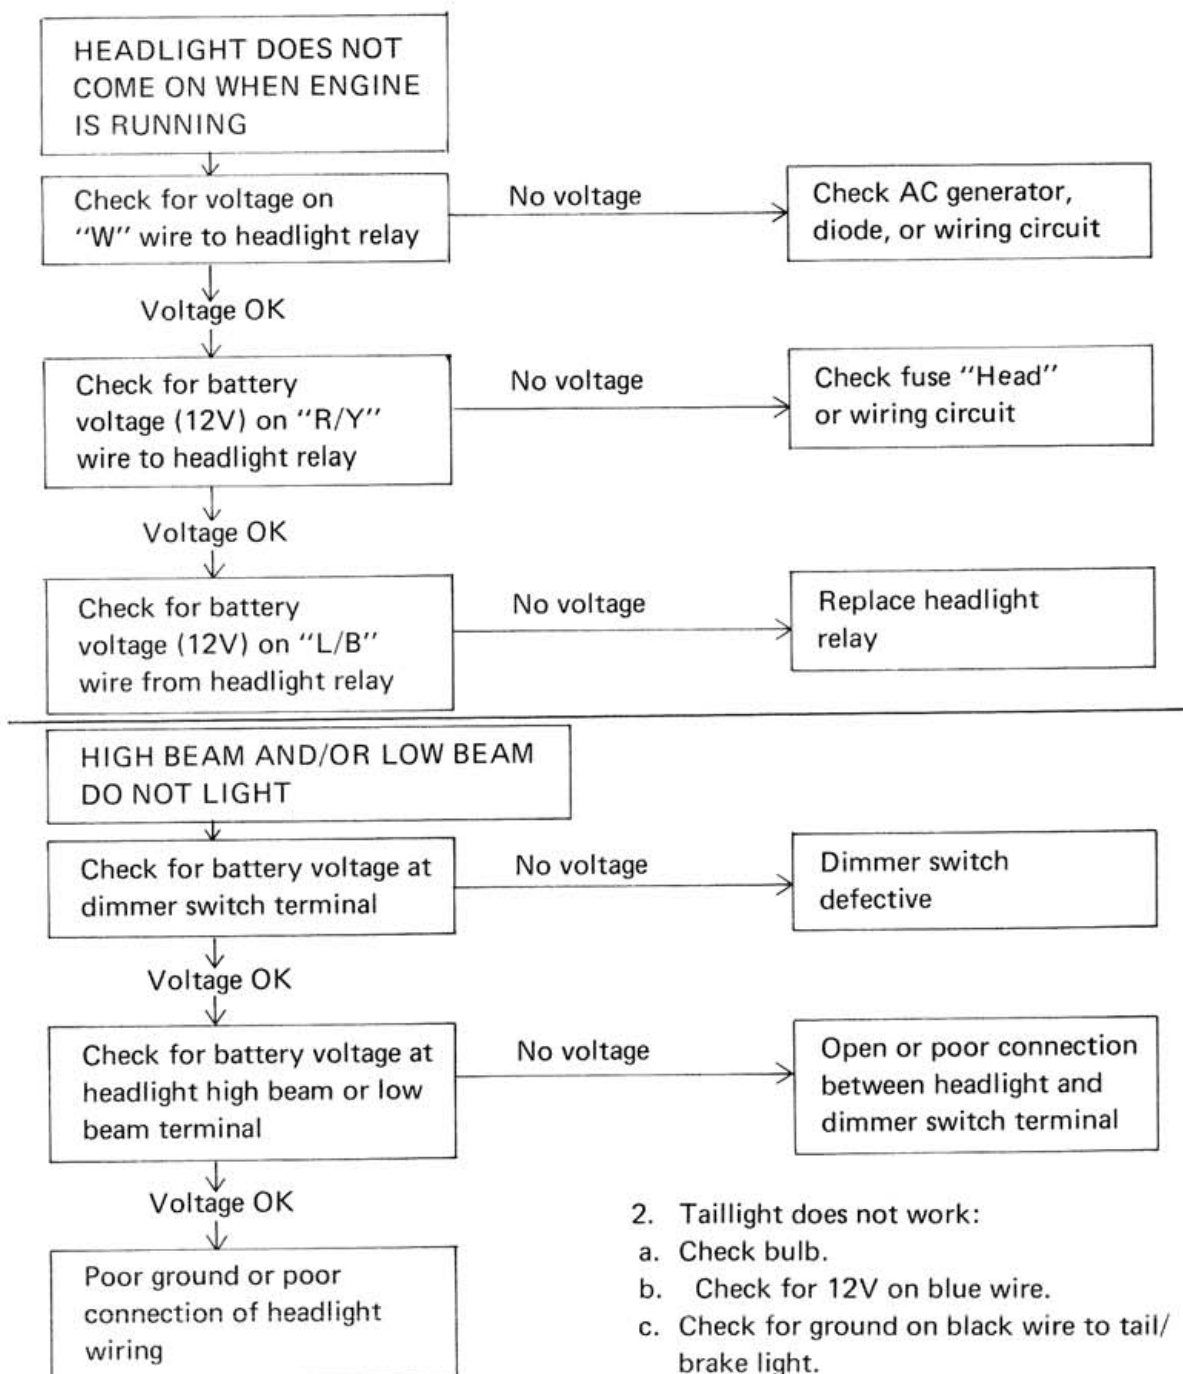 HEADLIGHT DOES NOT
COME ON WHEN ENGINE
IS RUNNING
Check for voltage on
“W” wire to headlight relay
No voltage
Check AC generator,
diode, or wiring circuit
Voltage OK
Check for battery
voltage (12V) on “R/Y”
wire to headlight relay
No voltage
Check fuse “Head”
or wiring circuit
Voltage OK
Check for battery
voltage (12V) on “L/B”
wire from headlight relay
No voltage
Replace headlight
relay
HIGH BEAM AND/OR LOW BEAM
DO NOT LIGHT
Check for battery voltage at
dimmer switch terminal
No voltage
Dimmer switch
defective
Voltage OK
Check for battery voltage at
headlight high beam or low
beam terminal
No voltage
Open or poor connection
between headlight and
dimmer switch terminal
Voltage OK
Poor ground or poor
connection of headlight
wiring
2. Taillight does not work:
a. Check bulb.
b. Check for 12V on blue wire.
c. Check for ground on black wire to tail/
brake light.